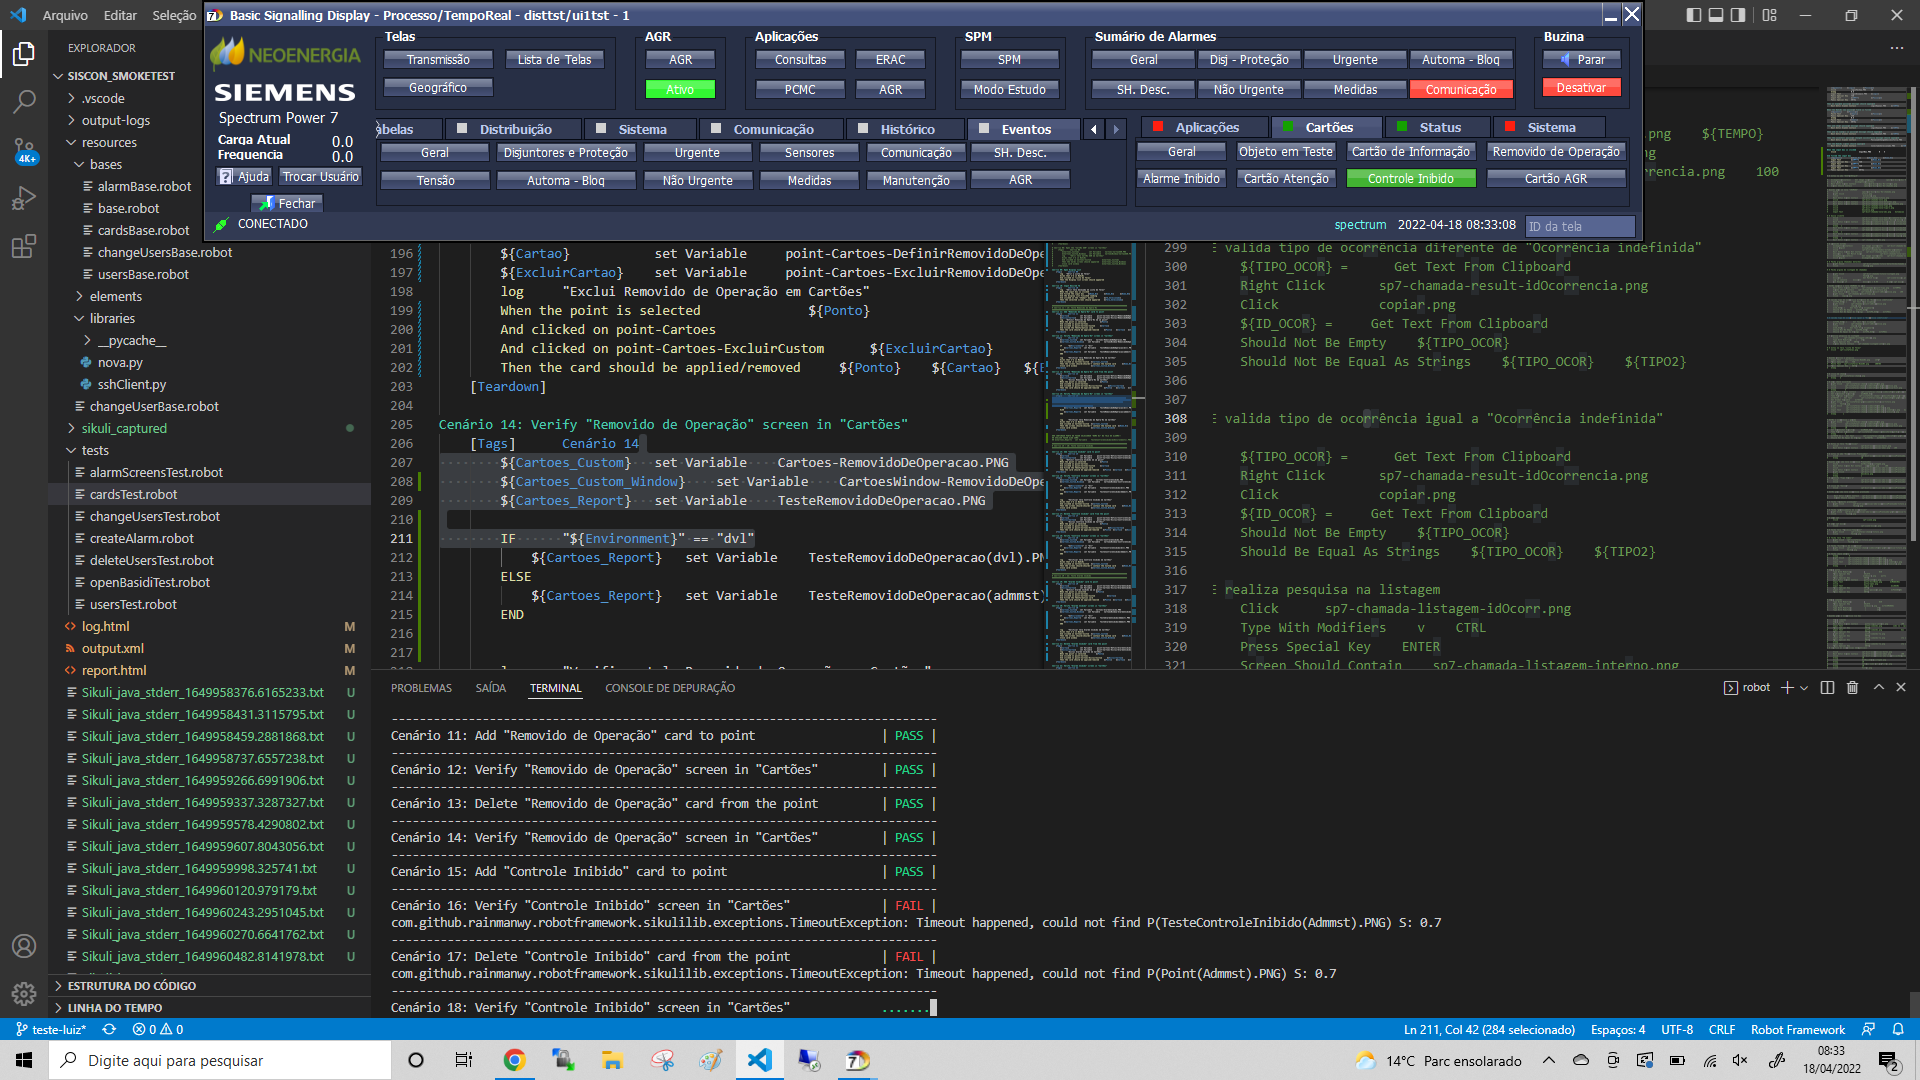 Arquivo Editar Seleção
Basic Signalling Display - Processo/TempoReal - disttst/ui1tst - 1
NEOENERGIA
SIEMENS
Spectrum Power 7
Carga Atual 0.0
Frequencia 0.0
Ajuda Trocar Usuário
Fechar
CONECTADO
Telas
Transmissão Lista de Telas
Geográfico
AGR
AGR
Ativo
Aplicações
Consultas ERAC
PCMC AGR
SPM
SPM
Modo Estudo
Sumário de Alarmes
Geral Disj - Proteção Urgente Automa - Bloq
SH. Desc. Não Urgente Medidas Comunicação
Buzina
Parar
Desativar
abelas Distribuição Sistema Comunicação Histórico Eventos
Geral Disjuntores e Proteção Urgente Sensores Comunicação SH. Desc.
Tensão Automa - Bloq Não Urgente Medidas Manutenção AGR
Aplicações Cartões Status Sistema
Geral Objeto em Teste Cartão de Informação Removido de Operação
Alarme Inibido Cartão Atenção Controle Inibido Cartão AGR
spectrum 2022-04-18 08:33:08 ID da tela
EXPLORADOR
SISCON_SMOKETEST
.vscode
output-logs
resources
bases
alarmBase.robot
base.robot
cardsBase.robot
changeUsersBase.robot
usersBase.robot
elements
libraries
__pycache__
nova.py
sshClient.py
changeUserBase.robot
sikuli_captured
tests
alarmScreensTest.robot
cardsTest.robot
changeUsersTest.robot
createAlarm.robot
deleteUsersTest.robot
openBasidiTest.robot
usersTest.robot
log.html M
output.xml M
report.html M
Sikuli_java_stderr_1649958376.6165233.txt U
Sikuli_java_stderr_1649958431.3115795.txt U
Sikuli_java_stderr_1649958459.2881868.txt U
Sikuli_java_stderr_1649958737.6557238.txt U
Sikuli_java_stderr_1649959266.6991906.txt U
Sikuli_java_stderr_1649959337.3287327.txt U
Sikuli_java_stderr_1649959578.4290802.txt U
Sikuli_java_stderr_1649959607.8043056.txt U
Sikuli_java_stderr_1649959998.325741.txt U
Sikuli_java_stderr_1649960120.979179.txt U
Sikuli_java_stderr_1649960243.2951045.txt U
Sikuli_java_stderr_1649960270.6641762.txt U
Sikuli_java_stderr_1649960482.8141978.txt U
ESTRUTURA DO CÓDIGO
LINHA DO TEMPO
4K+
196 ${Cartao} set Variable point-Cartoes-DefinirRemovidoDeOpe
197 ${ExcluirCartao} set Variable point-Cartoes-ExcluirRemovidoDeOpe
198 log "Exclui Removido de Operação em Cartões"
199 When the point is selected ${Ponto}
200 And clicked on point-Cartoes
201 And clicked on point-Cartoes-ExcluirCustom ${ExcluirCartao}
202 Then the card should be applied/removed ${Ponto} ${Cartao} ${E
203 [Teardown]
204
205 Cenário 14: Verify "Removido de Operação" screen in "Cartões"
206 [Tags] Cenário 14
207 ${Cartoes_Custom} set Variable Cartoes-RemovidoDeOperacao.PNG
208 ${Cartoes_Custom_Window} set Variable CartoesWindow-RemovidoDeOpe
209 ${Cartoes_Report} set Variable TesteRemovidoDeOperacao.PNG
210
211 IF "${Environment}" == "dvl"
212 ${Cartoes_Report} set Variable TesteRemovidoDeOperacao(dvl).PN
213 ELSE
214 ${Cartoes_Report} set Variable TesteRemovidoDeOperacao(admmst)
215 END
216
217
ng.png ${TEMPO}
ng
orrencia.png 100
299 valida tipo de ocorrência diferente de "Ocorrência indefinida"
300 ${TIPO_OCOR} = Get Text From Clipboard
301 Right Click sp7-chamada-result-idOcorrencia.png
302 Click copiar.png
303 ${ID_OCOR} = Get Text From Clipboard
304 Should Not Be Empty ${TIPO_OCOR}
305 Should Not Be Equal As Strings ${TIPO_OCOR} ${TIPO2}
306
307
308 valida tipo de ocorrência igual a "Ocorrência indefinida"
309
310 ${TIPO_OCOR} = Get Text From Clipboard
311 Right Click sp7-chamada-result-idOcorrencia.png
312 Click copiar.png
313 ${ID_OCOR} = Get Text From Clipboard
314 Should Not Be Empty ${TIPO_OCOR}
315 Should Be Equal As Strings ${TIPO_OCOR} ${TIPO2}
316
317 realiza pesquisa na listagem
318 Click sp7-chamada-listagem-idOcorr.png
319 Type With Modifiers v CTRL
320 Press Special Key ENTER
321 Screen Should Contain sp7-chamada-listagem-interno.png
PROBLEMAS SAÍDA TERMINAL CONSOLE DE DEPURAÇÃO
robot
Cenário 11: Add "Removido de Operação" card to point | PASS |
Cenário 12: Verify "Removido de Operação" screen in "Cartões" | PASS |
Cenário 13: Delete "Removido de Operação" card from the point | PASS |
Cenário 14: Verify "Removido de Operação" screen in "Cartões" | PASS |
Cenário 15: Add "Controle Inibido" card to point | PASS |
Cenário 16: Verify "Controle Inibido" screen in "Cartões" | FAIL |
com.github.rainmanwy.robotframework.sikulilib.exceptions.TimeoutException: Timeout happened, could not find P(TesteControleInibido(Admmst).PNG) S: 0.7
Cenário 17: Delete "Controle Inibido" card from the point | FAIL |
com.github.rainmanwy.robotframework.sikulilib.exceptions.TimeoutException: Timeout happened, could not find P(Point(Admmst).PNG) S: 0.7
Cenário 18: Verify "Controle Inibido" screen in "Cartões" .......
teste-luiz* 0 0
Ln 211, Col 42 (284 selecionado) Espaços: 4 UTF-8 CRLF Robot Framework
Digite aqui para pesquisar
14°C Parc ensolarado
08:33
18/04/2022
2